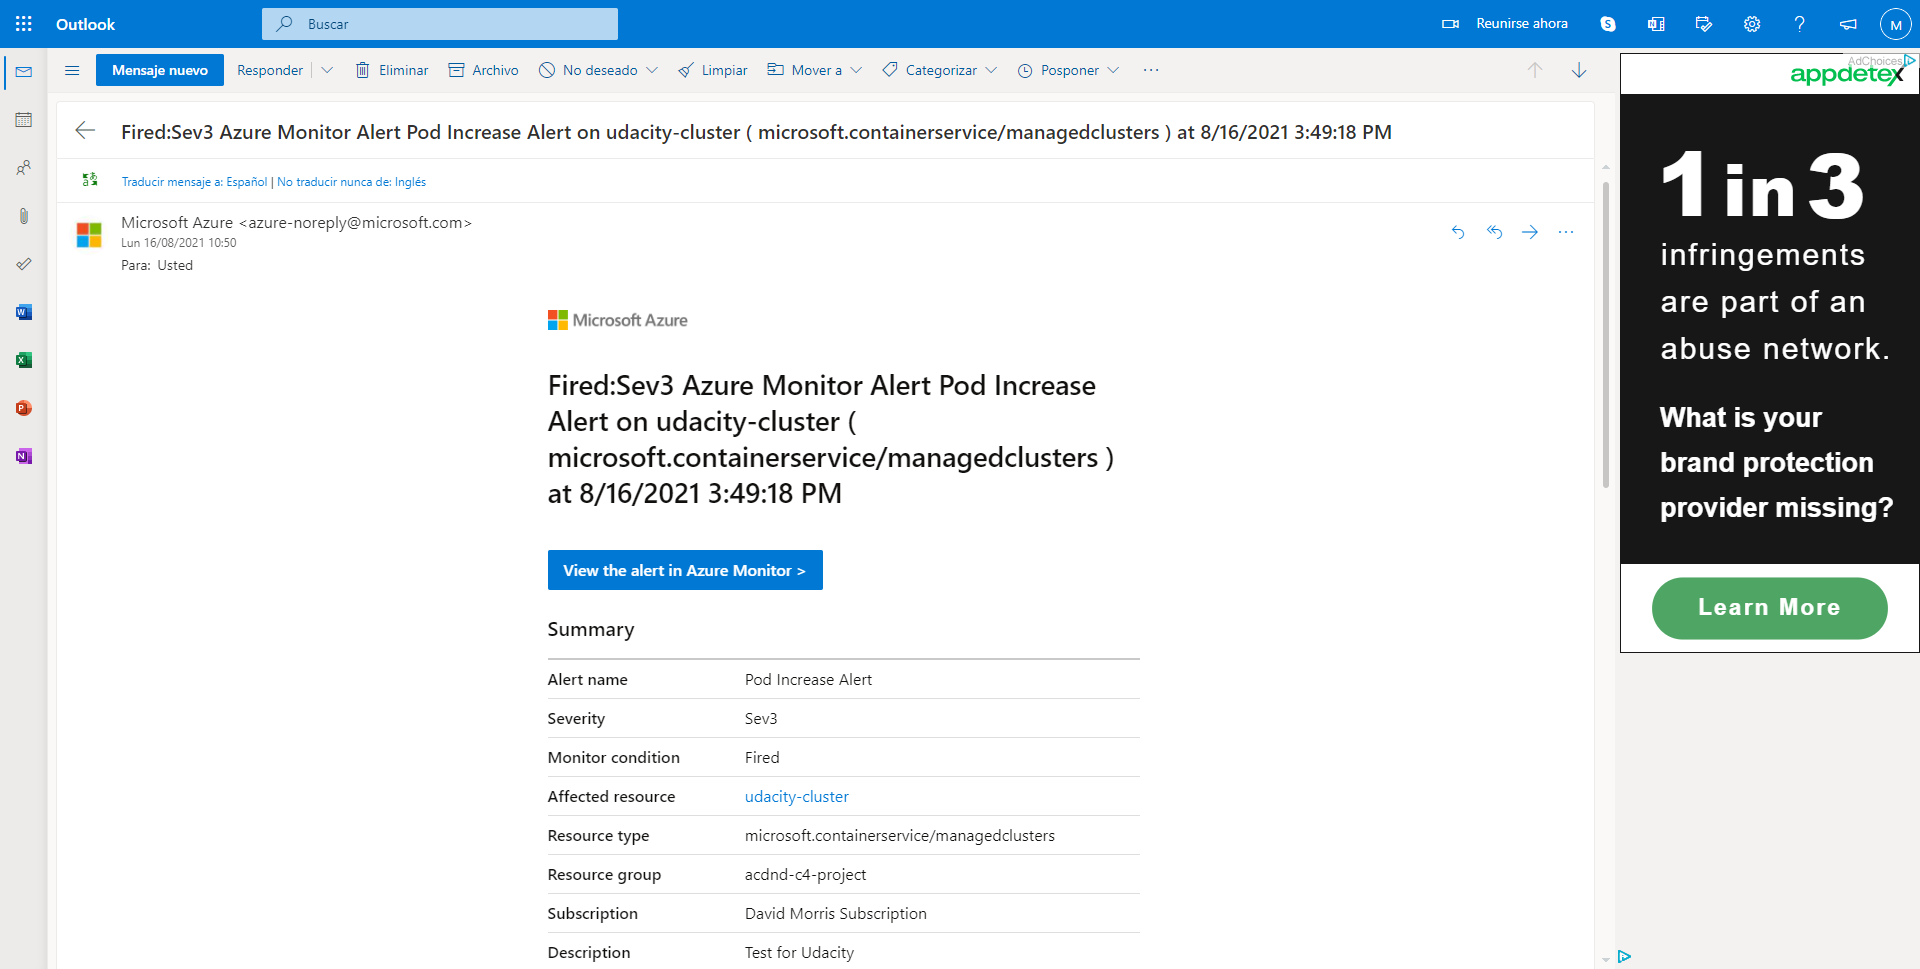 Outlook
Buscar
Reunirse ahora
M
Mensaje nuevo
Responder
Eliminar
Archivo
No deseado
Limpiar
Mover a
Categorizar
Posponer
Fired:Sev3 Azure Monitor Alert Pod Increase Alert on udacity-cluster ( microsoft.containerservice/managedclusters ) at 8/16/2021 3:49:18 PM
Traducir mensaje a: Español | No traducir nunca de: Inglés
Microsoft Azure <azure-noreply@microsoft.com>
Lun 16/08/2021 10:50
Para: Usted
Microsoft Azure
Fired:Sev3 Azure Monitor Alert Pod Increase
Alert on udacity-cluster (
microsoft.containerservice/managedclusters )
at 8/16/2021 3:49:18 PM
View the alert in Azure Monitor >
Summary
Alert name Pod Increase Alert
Severity Sev3
Monitor condition Fired
Affected resource udacity-cluster
Resource type microsoft.containerservice/managedclusters
Resource group acdnd-c4-project
Subscription David Morris Subscription
Description Test for Udacity
AdChoices
appdetex
1 in 3
infringements
are part of an
abuse network.
What is your
brand protection
provider missing?
Learn More